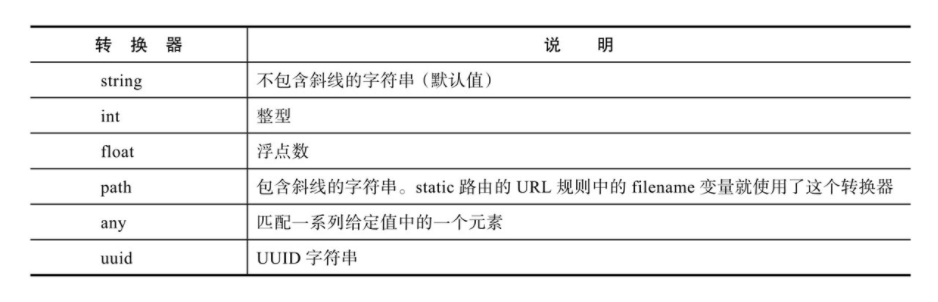 转 换 器 说 明
string 不包含斜线的字符串（默认值）
int 整型
float 浮点数
path 包含斜线的字符串。static 路由的 URL 规则中的 filename 变量就使用了这个转换器
any 匹配一系列给定值中的一个元素
uuid UUID 字符串